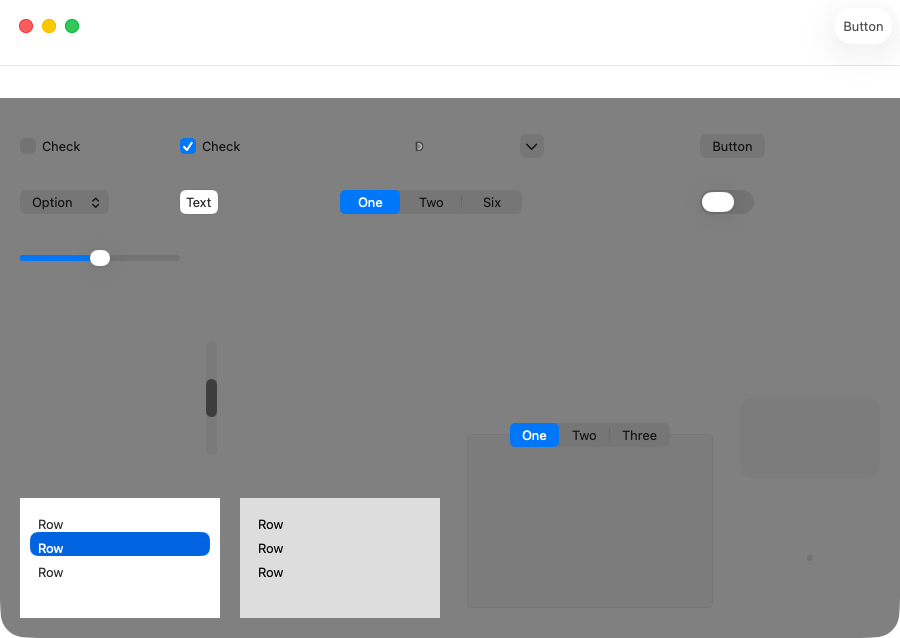 Button
Check
Check
Button
Option
Text
One Two Six
One Two Three
Row
Row
Row
Row
Row
Row